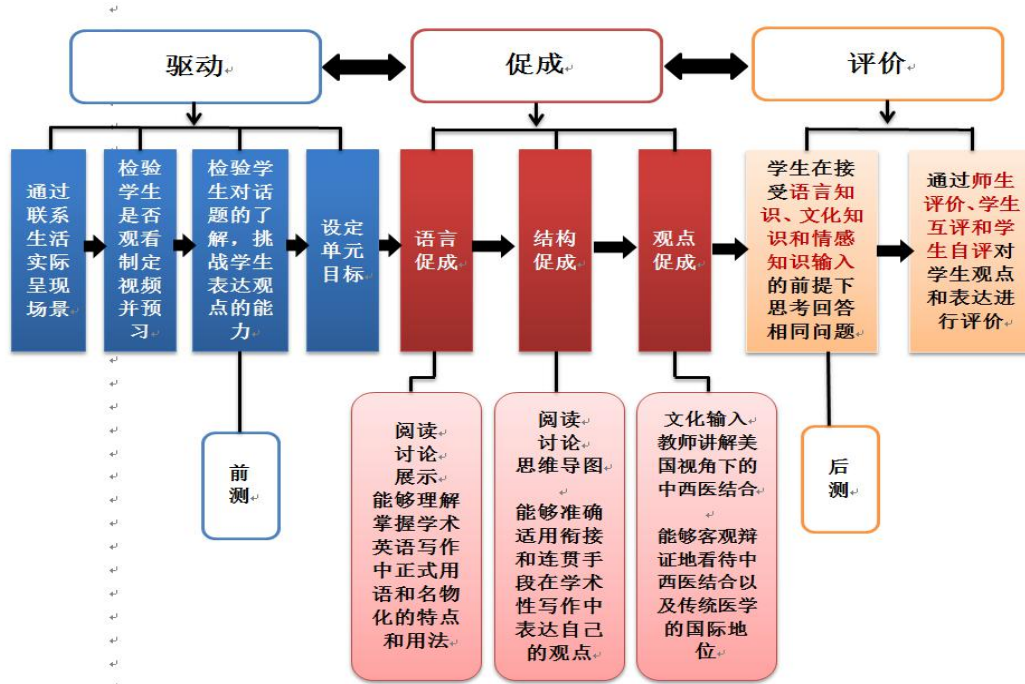 驱动
促成
评价
通过
联系
生活
实际
呈现
场景
检验
学生
是否
观看
制定
视频
并预
习
检验学
生对话
题的了
解，挑
战学生
表达观
点的能
力
设定
单元
目标
语言
促成
结构
促成
观点
促成
学生在接
受语言知
识、文化知
识和情感
知识输入
的前提下
思考回答
相同问题
通过师生
评价、学生
互评和学
生自评对
学生观点
和表达进
行评价
前
测
阅读
讨论
展示
能够理解
掌握学术
英语写作
中正式用
语和名物
化的特点
和用法
阅读
讨论
思维导图
能够准确
适用衔接
和连贯手
段在学术
性写作中
表达自己
的观点
文化输入
教师讲解美
国视角下的
中西医结合
能够客观辩
证地看待中
西医结合以
及传统医学
的国际地
位
后
测